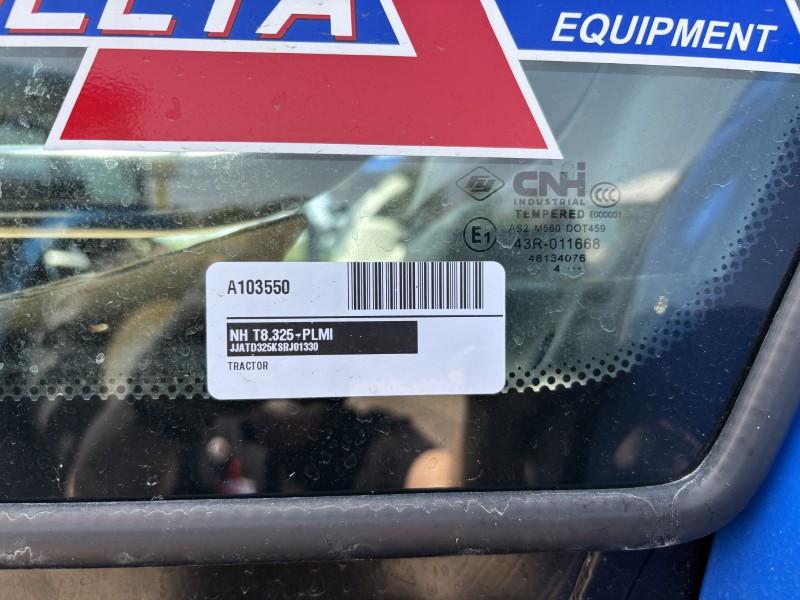 EQUIPMENT
CNH
INDUSTRIAL
TEMPERED
E000001
AS2 M560 DOT459
E1
43R-011668
48134076
4 ...
A103550
NH T8.325-PLMI
JJATD325KSRJ01330
TRACTOR